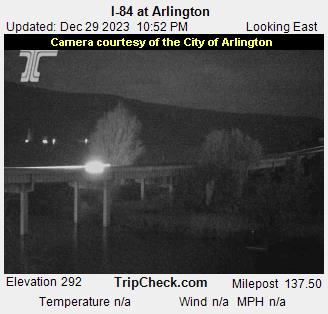 I-84 at Arlington
Updated: Dec 29 2023 10:52 PM Looking East
Camera courtesy of the City of Arlington
Elevation 292 TripCheck.com Milepost 137.50
Temperature n/a Wind n/a MPH n/a